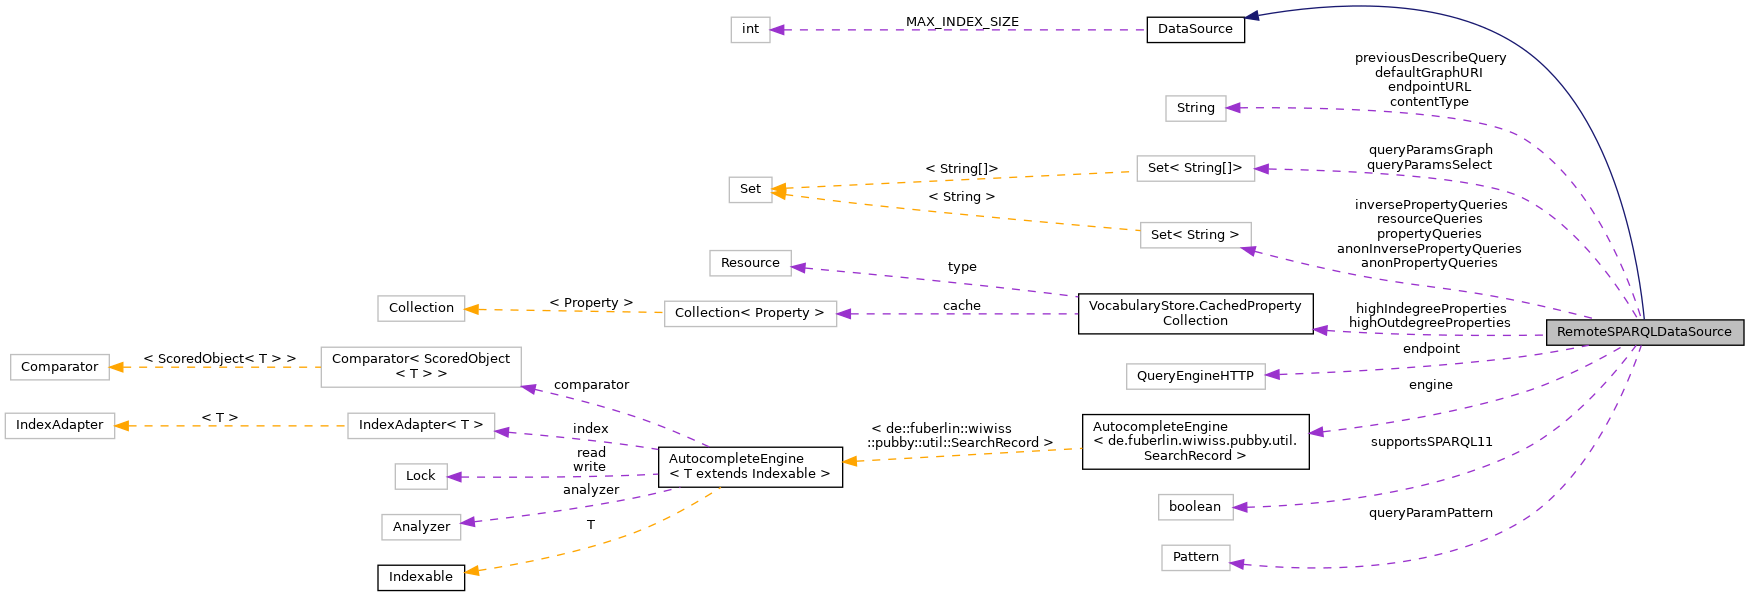 int
MAX_INDEX_SIZE
DataSource
previousDescribeQuery
defaultGraphURI
endpointURL
contentType
String
queryParamsGraph
queryParamsSelect
Set< String[]>
< String[]>
Set
< String >
Set< String >
inversePropertyQueries
resourceQueries
propertyQueries
anonInversePropertyQueries
anonPropertyQueries
Resource
type
Collection
< Property >
Collection< Property >
cache
VocabularyStore.CachedProperty
Collection
highIndegreeProperties
highOutdegreeProperties
RemoteSPARQLDataSource
Comparator
< ScoredObject< T > >
Comparator< ScoredObject
< T > >
comparator
QueryEngineHTTP
endpoint
engine
IndexAdapter
< T >
IndexAdapter< T >
index
read
write
Lock
analyzer
Analyzer
T
Indexable
AutocompleteEngine
< T extends Indexable >
< de::fuberlin::wiwiss
::pubby::util::SearchRecord >
AutocompleteEngine
< de.fuberlin.wiwiss.pubby.util.
SearchRecord >
supportsSPARQL11
boolean
queryParamPattern
Pattern